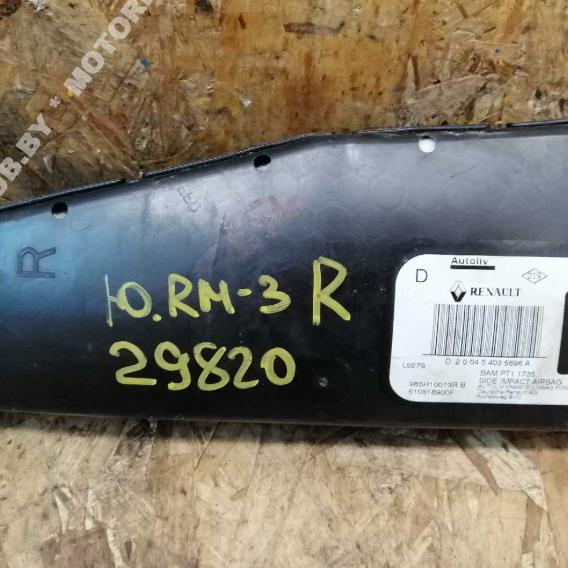 OB.BY * MOTOR
R
Ю.RM-3 R
29820
D
Autoliv
219
RENAULT
L9279
D 2 0 04 5 403 5696 A
BAM PT1 1735
985H10013R B
SIDE IMPACT AIRBAG
610518900F